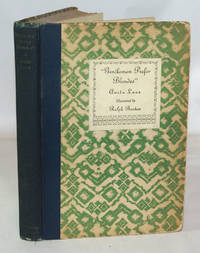 "Gentlemen Prefer
Blondes"
Anita Loos
Illustrated by
Ralph Barton